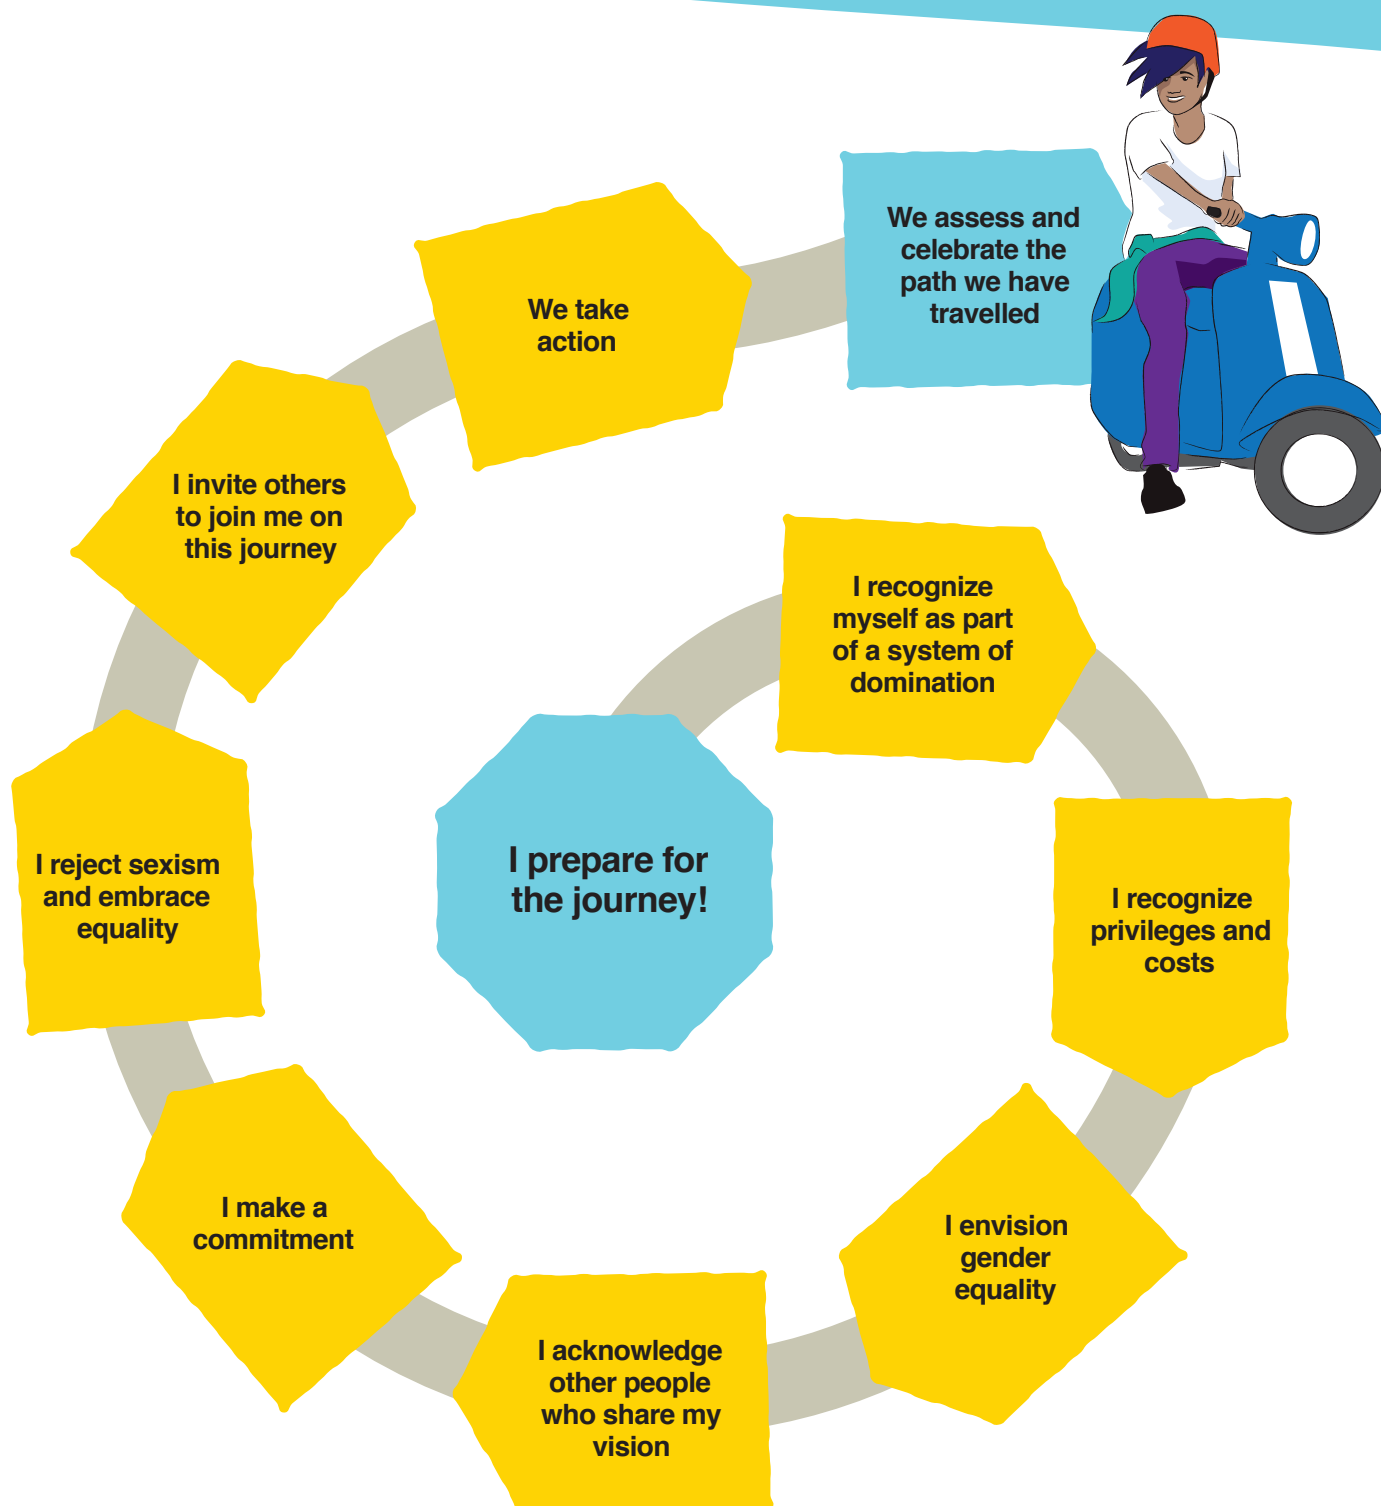 I prepare for
the journey!
I recognize
myself as part
of a system of
domination
I recognize
privileges and
costs
I envision
gender
equality
I acknowledge
other people
who share my
vision
I make a
commitment
I reject sexism
and embrace
equality
I invite others
to join me on
this journey
We take
action
We assess and
celebrate the
path we have
travelled